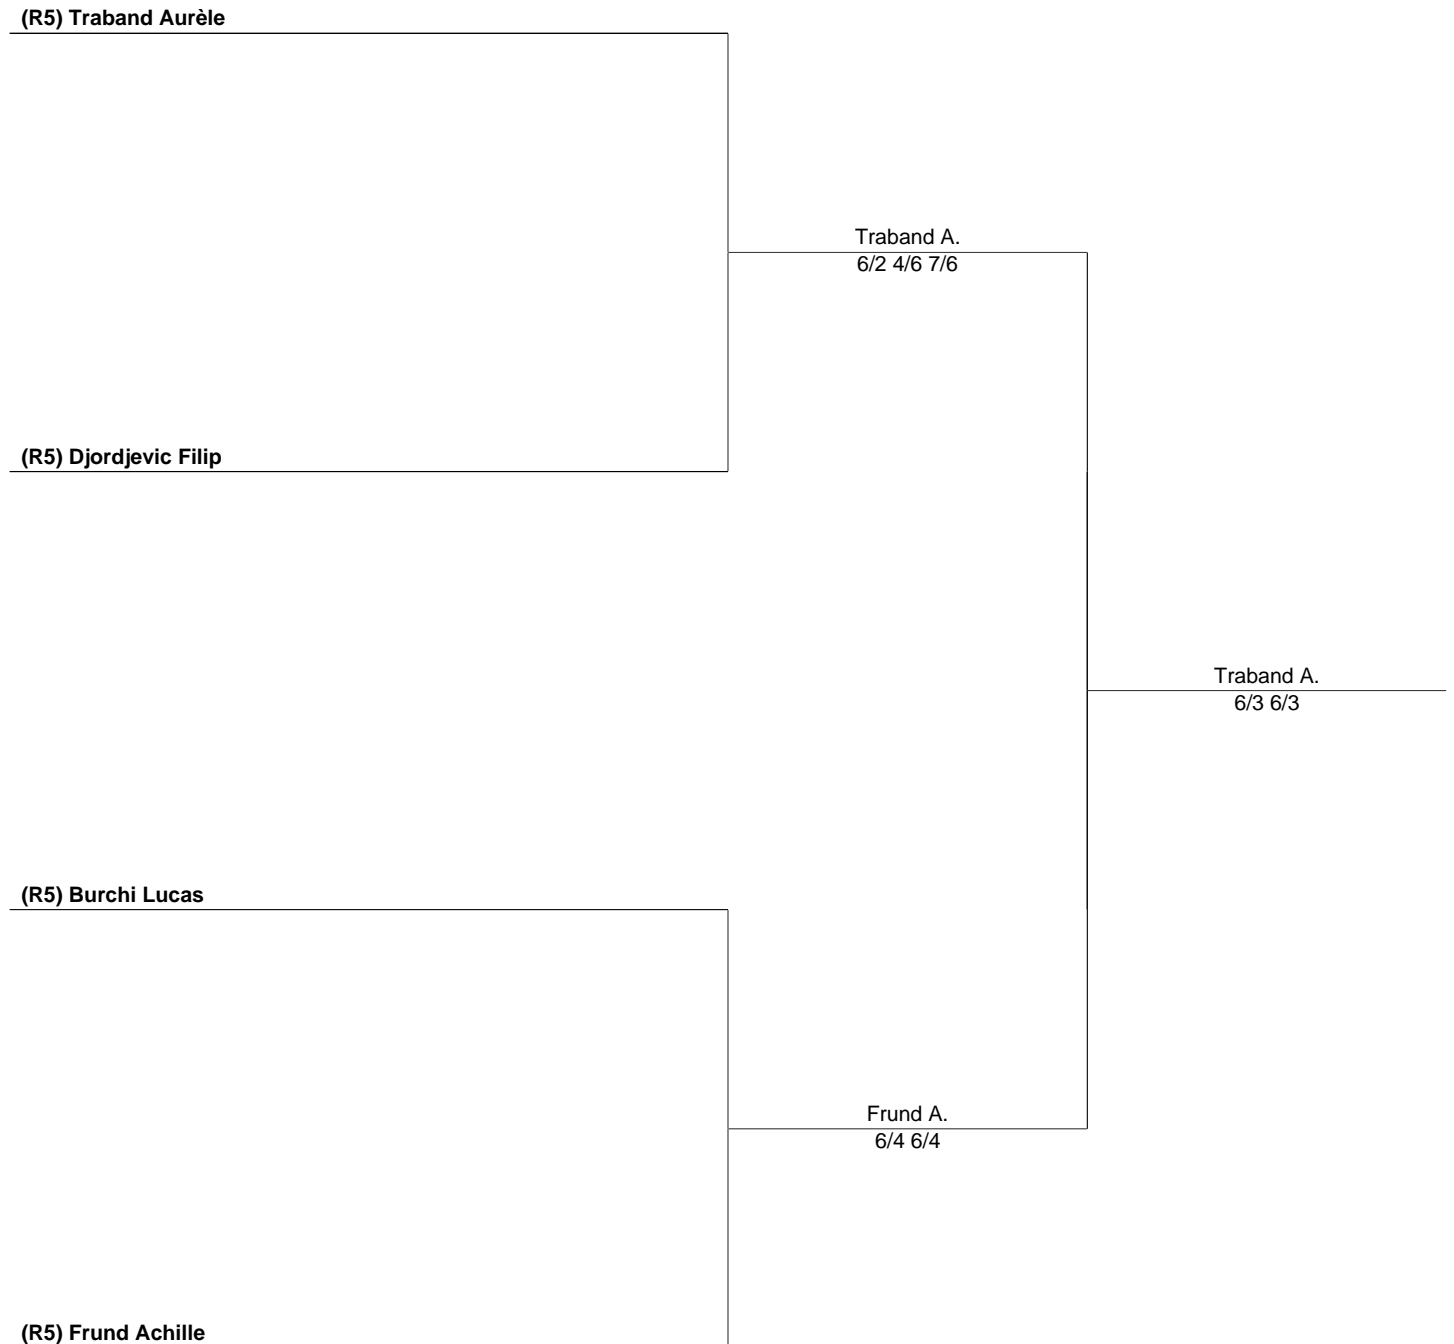 (R5) Traband Aurèle
Traband A.
6/2 4/6 7/6
(R5) Djordjevic Filip
Traband A.
6/3 6/3
(R5) Burchi Lucas
Frund A.
6/4 6/4
(R5) Frund Achille